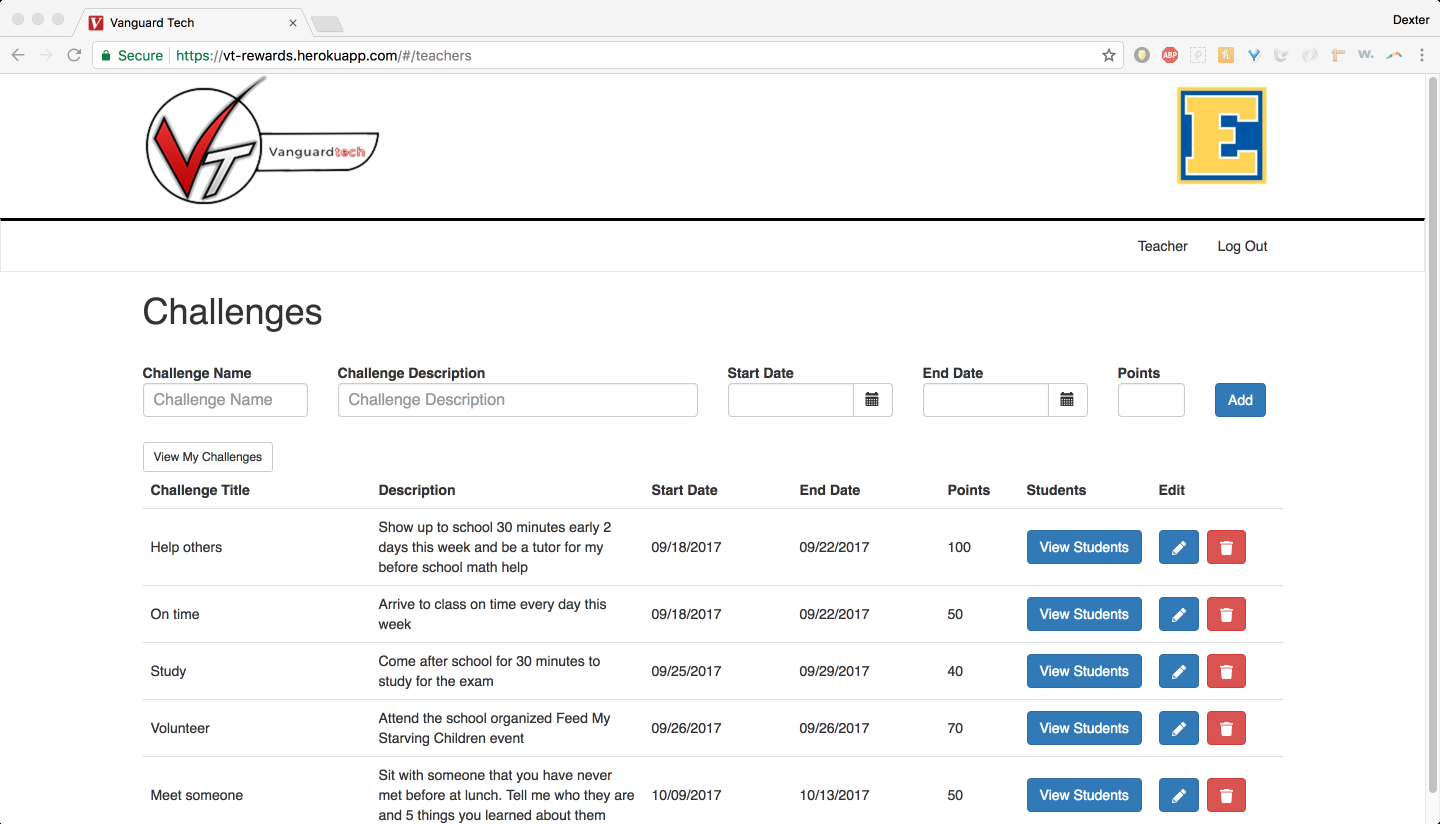 Vanguard Tech
Dexter
Secure https://vt-rewards.herokuapp.com/#/teachers
ABP
W.
VT Vanguardtech
E
Teacher Log Out
Challenges
Challenge Name Challenge Description Start Date End Date Points
Challenge Name Challenge Description Add
View My Challenges
Challenge Title Description Start Date End Date Points Students Edit
Show up to school 30 minutes early 2
Help others days this week and be a tutor for my 09/18/2017 09/22/2017 100 View Students
before school math help
On time Arrive to class on time every day this 09/18/2017 09/22/2017 50 View Students
week
Study Come after school for 30 minutes to 09/25/2017 09/29/2017 40 View Students
study for the exam
Volunteer Attend the school organized Feed My 09/26/2017 09/26/2017 70 View Students
Starving Children event
Sit with someone that you have never
Meet someone met before at lunch. Tell me who they are 10/09/2017 10/13/2017 50 View Students
and 5 things you learned about them